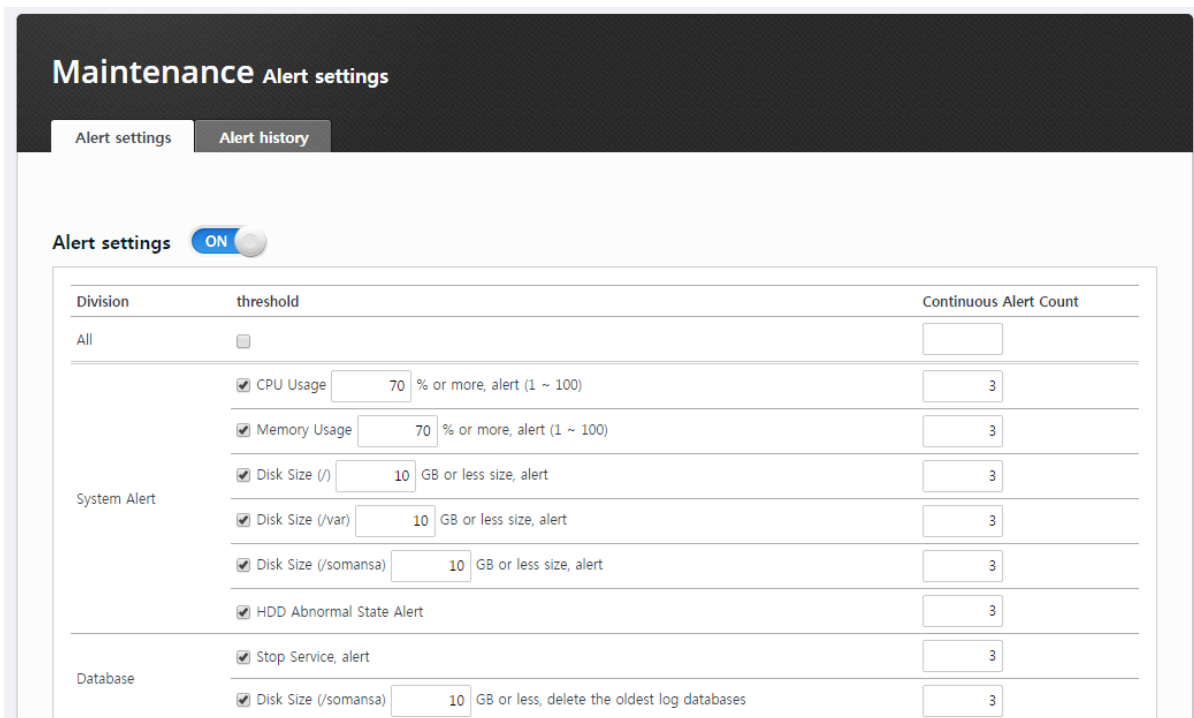 Maintenance Alert settings
Alert settings Alert history
Alert settings ON
Division threshold Continuous Alert Count
All
CPU Usage 70 % or more, alert (1 ~ 100) 3
Memory Usage 70 % or more, alert (1 ~ 100) 3
Disk Size (/) 10 GB or less size, alert 3
System Alert
Disk Size (/var) 10 GB or less size, alert 3
Disk Size (/somansa) 10 GB or less size, alert 3
HDD Abnormal State Alert 3
Stop Service, alert 3
Database
Disk Size (/somansa) 10 GB or less, delete the oldest log databases 3